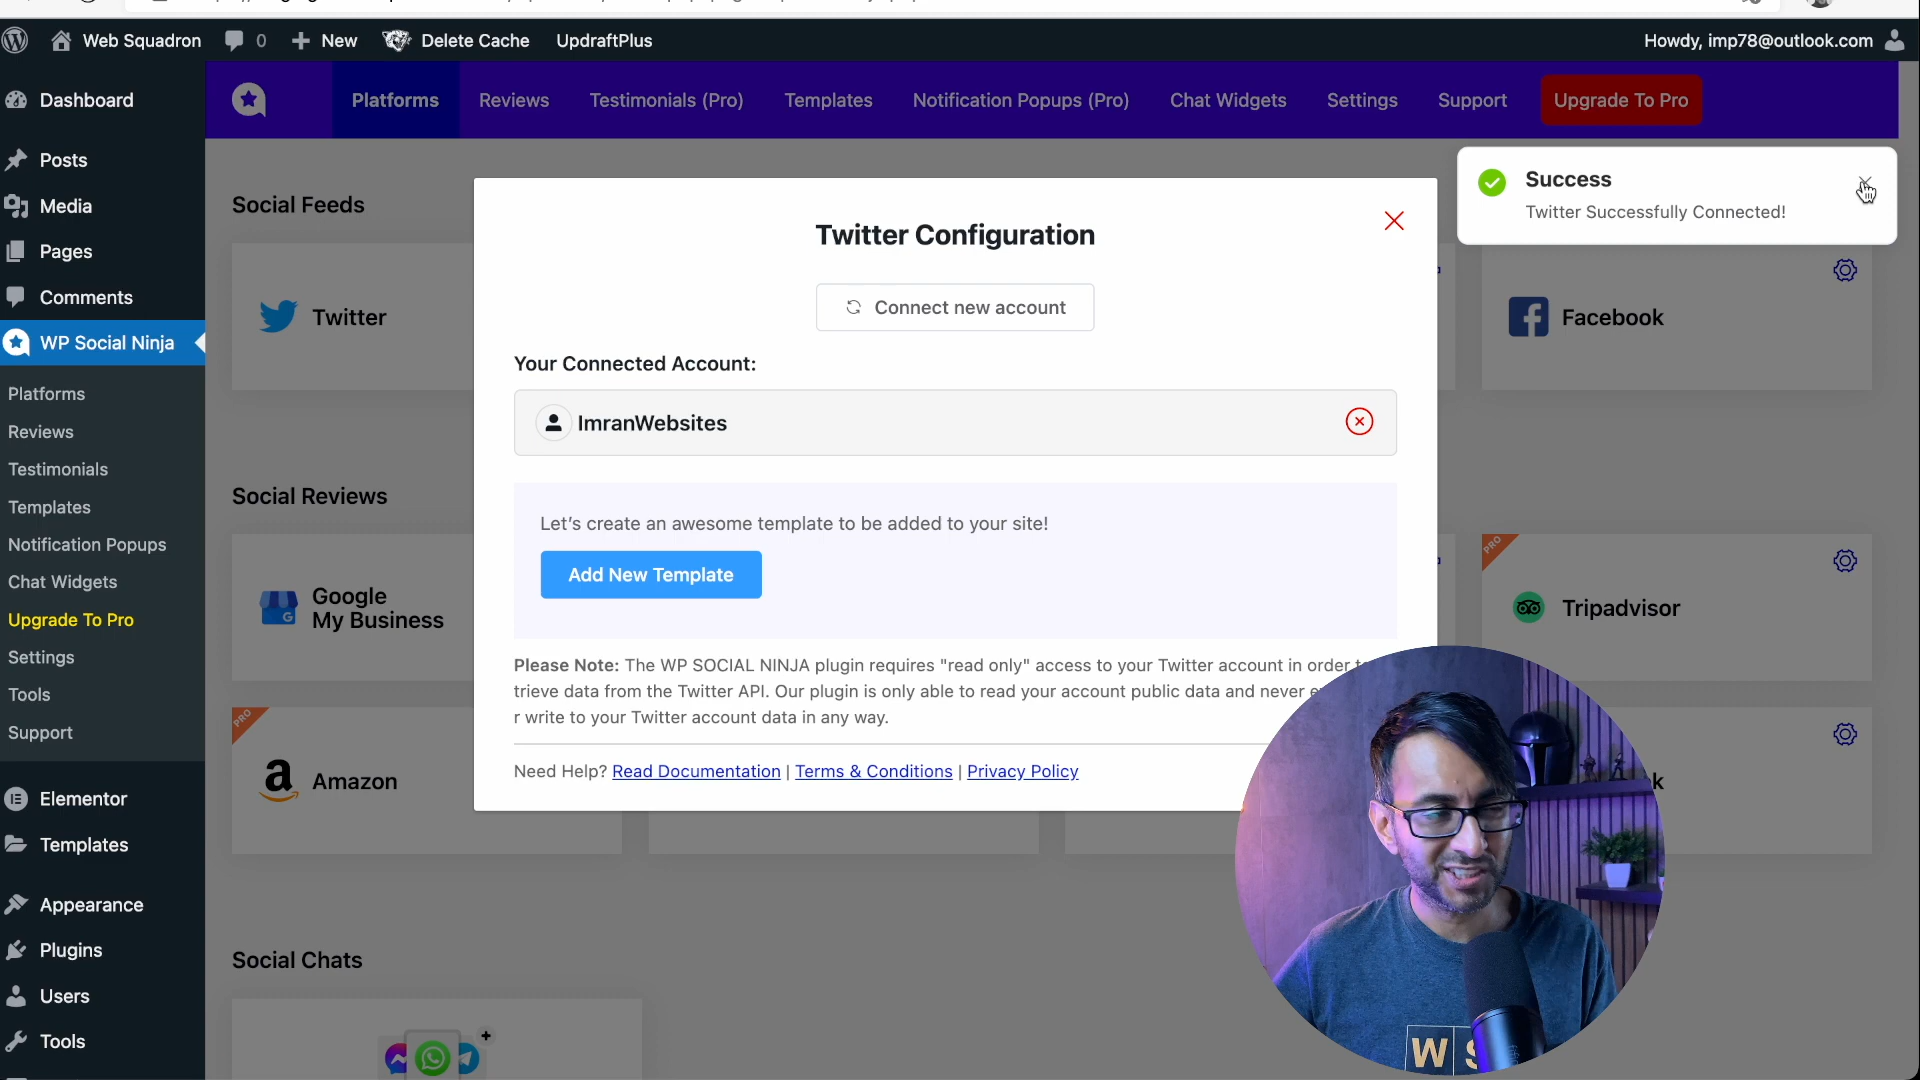 Web Squadron
0
New
Delete Cache
UpdraftPlus
Howdy, imp78@outlook.com
Dashboard
Posts
Media
Pages
Comments
WP Social Ninja
Platforms
Reviews
Testimonials
Templates
Notification Popups
Chat Widgets
Upgrade To Pro
Settings
Tools
Support
Elementor
Templates
Appearance
Plugins
Users
Tools
Platforms
Reviews
Testimonials (Pro)
Templates
Notification Popups (Pro)
Chat Widgets
Settings
Support
Upgrade To Pro
Success
Twitter Successfully Connected!
Social Feeds
Twitter
Facebook
Social Reviews
Google
My Business
PRO
Tripadvisor
PRO
Amazon
k
Social Chats
Twitter Configuration
Connect new account
Your Connected Account:
ImranWebsites
Let's create an awesome template to be added to your site!
Add New Template
Please Note: The WP SOCIAL NINJA plugin requires "read only" access to your Twitter account in order
trieve data from the Twitter API. Our plugin is only able to read your account public data and never
r write to your Twitter account data in any way.
Need Help? Read Documentation | Terms & Conditions | Privacy Policy
W S